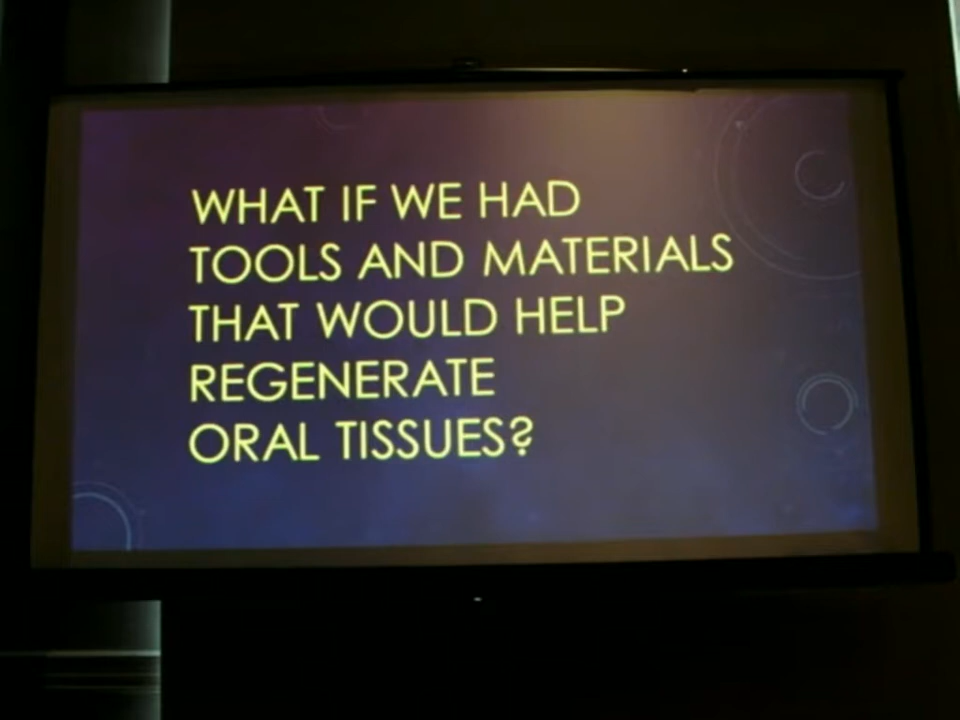 WHAT IF WE HAD
TOOLS AND MATERIALS
THAT WOULD HELP
REGENERATE
ORAL TISSUES?